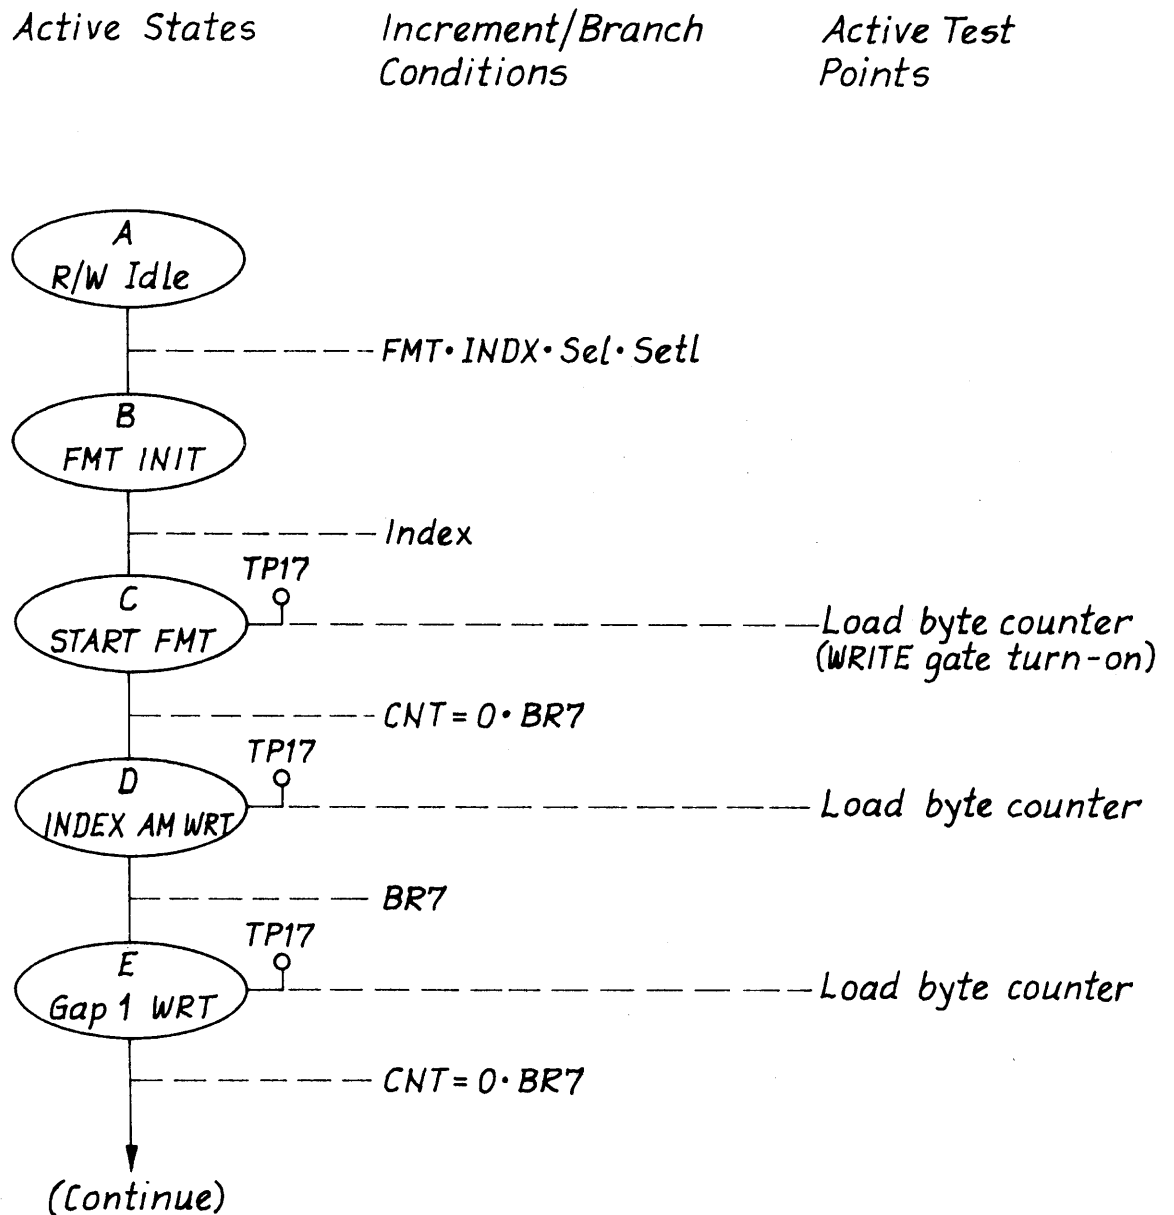 Active States
Increment/Branch
Conditions
Active Test
Points
A
R/W Idle
FMT·INDX·Sel·Setl
B
FMT INIT
Index
TP17
C
START FMT
Load byte counter
(WRITE gate turn-on)
CNT=0·BR7
TP17
D
INDEX AM WRT
Load byte counter
BR7
TP17
E
Gap 1 WRT
Load byte counter
CNT=0·BR7
(Continue)